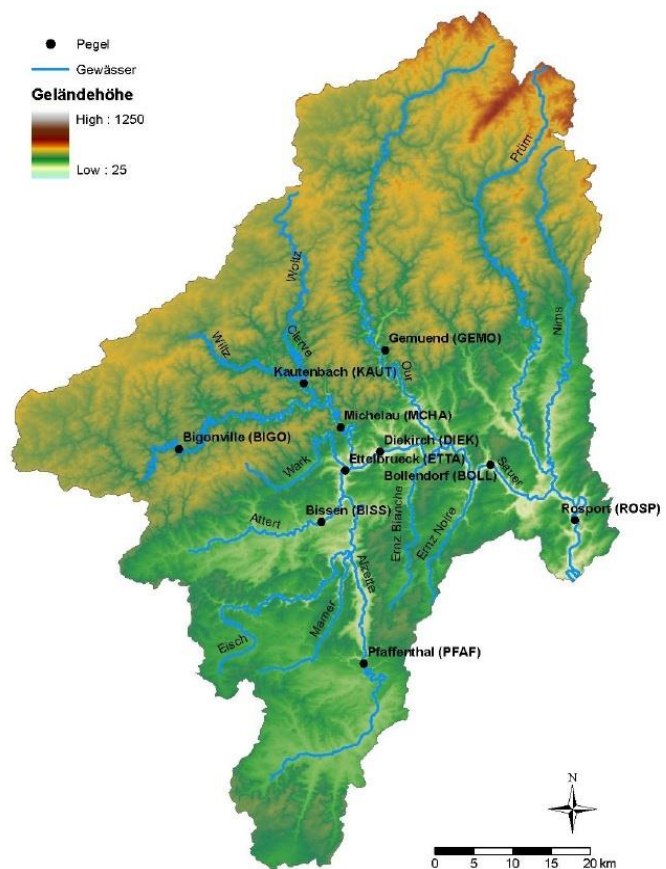 Pegel
Gewässer
Geländehöhe
High : 1250
Low : 25
Prüm
Woltz
Nims
Wiltz
Clerve
Gemuend (GEMO)
Our
Kautenbach (KAUT)
Michelau (MCHA)
Bigonville (BIGO)
Diekirch (DIEK)
Wark
Ettelbrueck (ETTA)
Bollendorf (BOLL)
Sauer
Bissen (BISS)
Rosport (ROSP)
Attert
Ernz Blanche
Ernz Noire
Alzette
Mamer
Eisch
Pfaffenthal (PFAF)
N
0 5 10 15 20 km